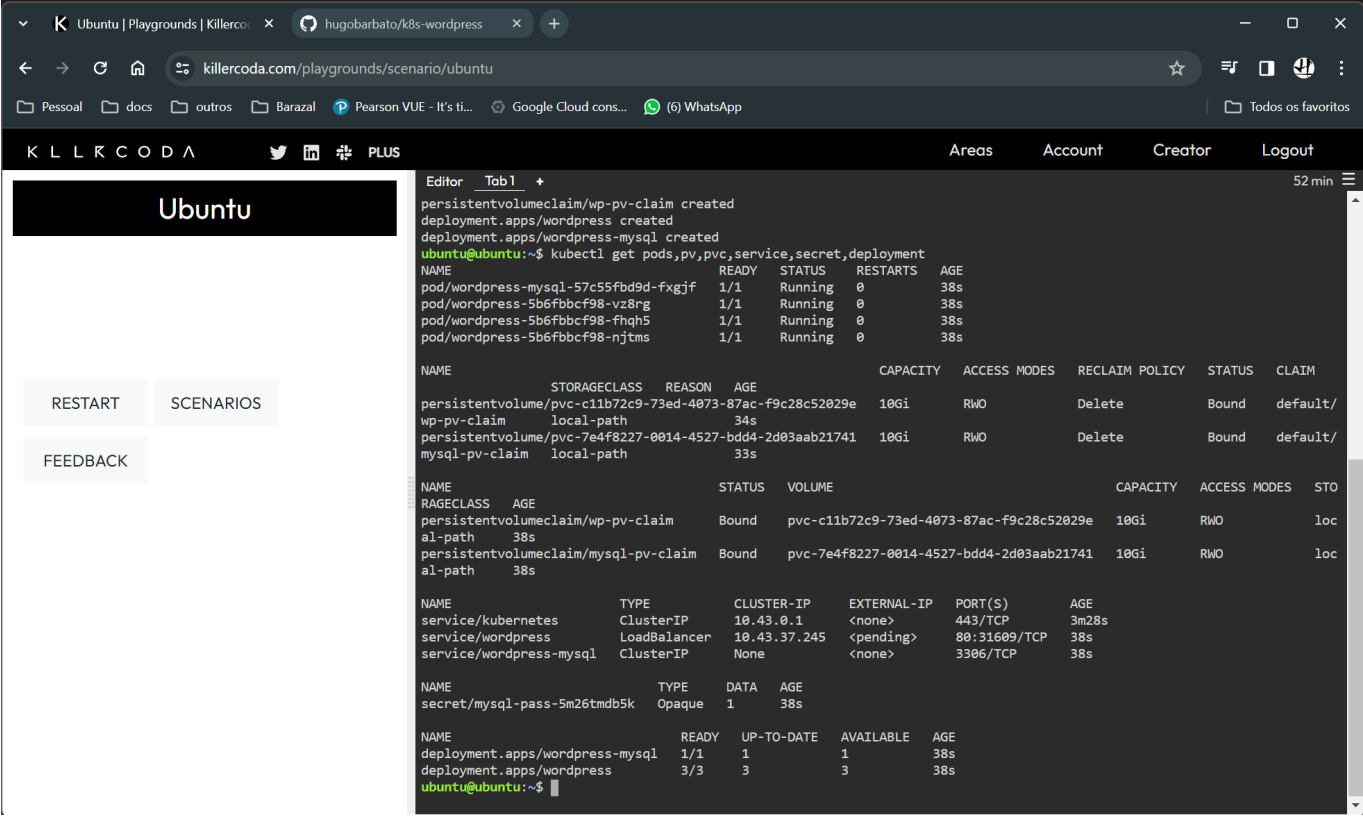 Ubuntu | Playgrounds | Killerco
hugobarbato/k8s-wordpress
killercoda.com/playgrounds/scenario/ubuntu
Pessoal docs outros Barazal Pearson VUE - It's ti... Google Cloud cons... (6) WhatsApp Todos os favoritos
KLLRCODA PLUS Areas Account Creator Logout
Ubuntu
RESTART SCENARIOS
FEEDBACK
Editor Tab 1 + 52 min
persistentvolumeclaim/wp-pv-claim created
deployment.apps/wordpress created
deployment.apps/wordpress-mysql created
ubuntu@ubuntu:~$ kubectl get pods,pv,pvc,service,secret,deployment
NAME READY STATUS RESTARTS AGE
pod/wordpress-mysql-57c55fbd9d-fxgjf 1/1 Running 0 38s
pod/wordpress-5b6fbbcf98-vz8rg 1/1 Running 0 38s
pod/wordpress-5b6fbbcf98-fhqh5 1/1 Running 0 38s
pod/wordpress-5b6fbbcf98-njtms 1/1 Running 0 38s
NAME CAPACITY ACCESS MODES RECLAIM POLICY STATUS CLAIM
STORAGECLASS REASON AGE
persistentvolume/pvc-c11b72c9-73ed-4073-87ac-f9c28c52029e 10Gi RWO Delete Bound default/
wp-pv-claim local-path 34s
persistentvolume/pvc-7e4f8227-0014-4527-bdd4-2d03aab21741 10Gi RWO Delete Bound default/
mysql-pv-claim local-path 33s
NAME STATUS VOLUME CAPACITY ACCESS MODES STO
RAGECLASS AGE
persistentvolumeclaim/wp-pv-claim Bound pvc-c11b72c9-73ed-4073-87ac-f9c28c52029e 10Gi RWO loc
al-path 38s
persistentvolumeclaim/mysql-pv-claim Bound pvc-7e4f8227-0014-4527-bdd4-2d03aab21741 10Gi RWO loc
al-path 38s
NAME TYPE CLUSTER-IP EXTERNAL-IP PORT(S) AGE
service/kubernetes ClusterIP 10.43.0.1 <none> 443/TCP 3m28s
service/wordpress LoadBalancer 10.43.37.245 <pending> 80:31609/TCP 38s
service/wordpress-mysql ClusterIP None <none> 3306/TCP 38s
NAME TYPE DATA AGE
secret/mysql-pass-5m26tmdb5k Opaque 1 38s
NAME READY UP-TO-DATE AVAILABLE AGE
deployment.apps/wordpress-mysql 1/1 1 1 38s
deployment.apps/wordpress 3/3 3 3 38s
ubuntu@ubuntu:~$